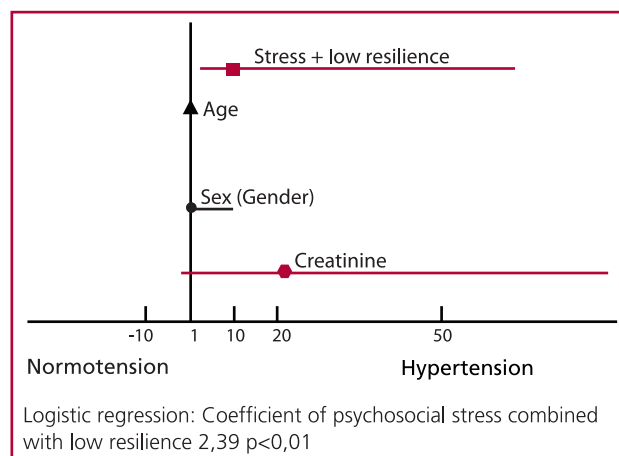 Stress + low resilience
Age
Sex (Gender)
Creatinine
-10 1 10 20 50
Normotension Hypertension
Logistic regression: Coefficient of psychosocial stress combined
with low resilience 2,39 p<0,01